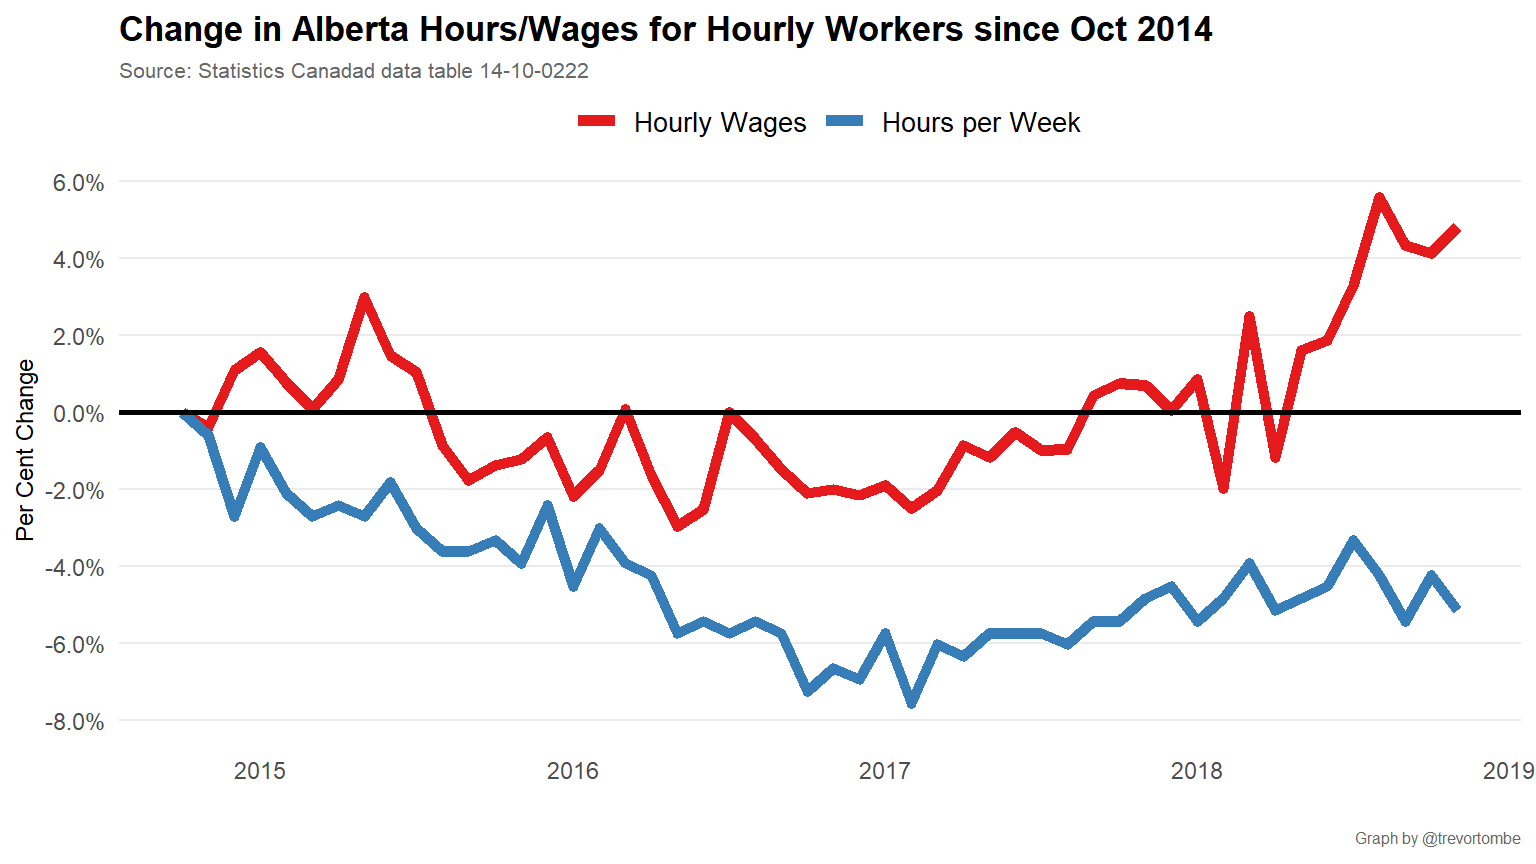 Change in Alberta Hours/Wages for Hourly Workers since Oct 2014
Source: Statistics Canadad data table 14-10-0222
Hourly Wages
Hours per Week
Per Cent Change
6.0%
4.0%
2.0%
0.0%
-2.0%
-4.0%
-6.0%
-8.0%
2015
2016
2017
2018
2019
Graph by @trevortombe